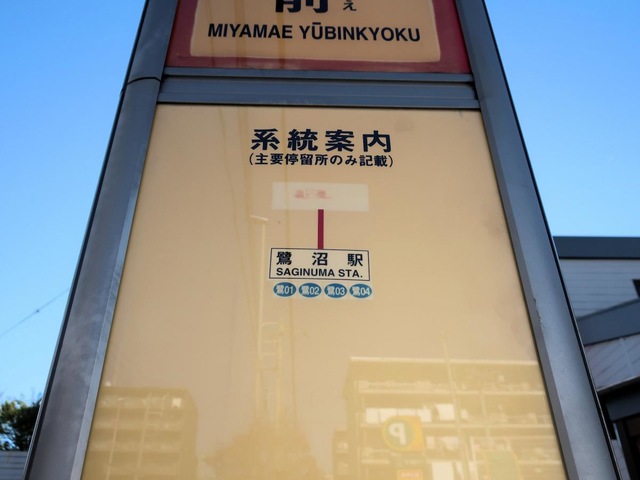 前
え
MIYAMAE YŪBINKYOKU
系統案内
(主要停留所のみ記載)
鷺沼駅
SAGINUMA STA.
鷺01 鷺02 鷺03 鷺04
P